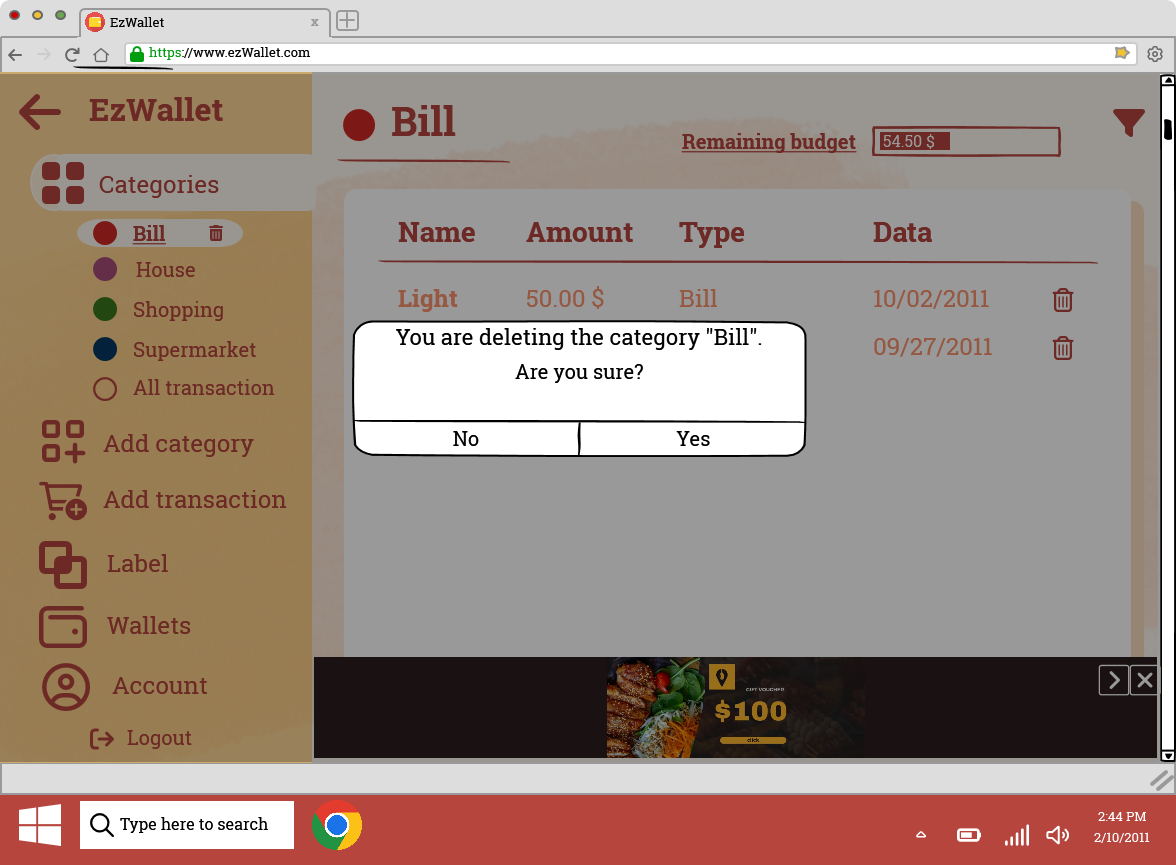 EzWallet
x
https://www.ezWallet.com
EzWallet
Categories
Bill
House
Shopping
Supermarket
All transaction
Add category
Add transaction
Label
Wallets
Account
Logout
Bill
Remaining budget
54.50 $
Name Amount Type Data
Light 50.00 $ Bill 10/02/2011
09/27/2011
You are deleting the category "Bill".
Are you sure?
No Yes
GIFT VOUCHER
$100
click
Type here to search
2:44 PM
2/10/2011